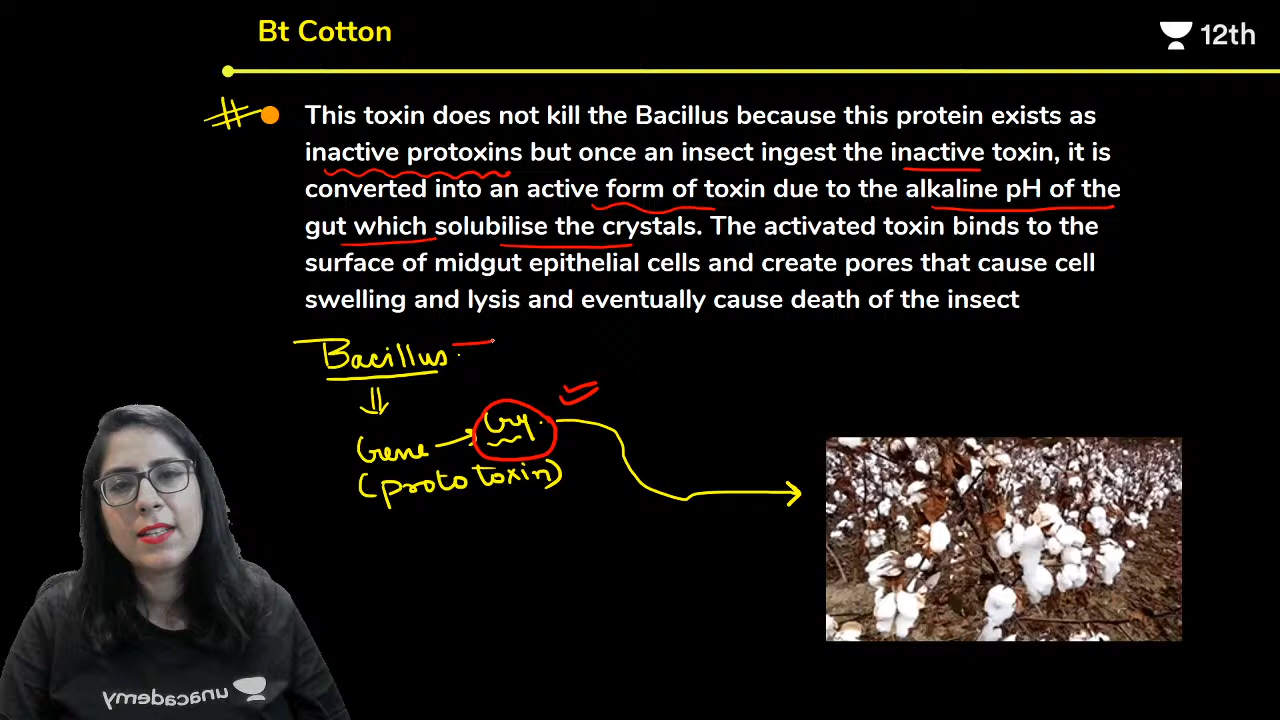 Bt Cotton
12th
This toxin does not kill the Bacillus because this protein exists as
inactive protoxins but once an insect ingest the inactive toxin, it is
converted into an active form of toxin due to the alkaline pH of the
gut which solubilise the crystals. The activated toxin binds to the
surface of midgut epithelial cells and create pores that cause cell
swelling and lysis and eventually cause death of the insect
Bacillus
Gene → Cry.
(proto toxin)
unacademy